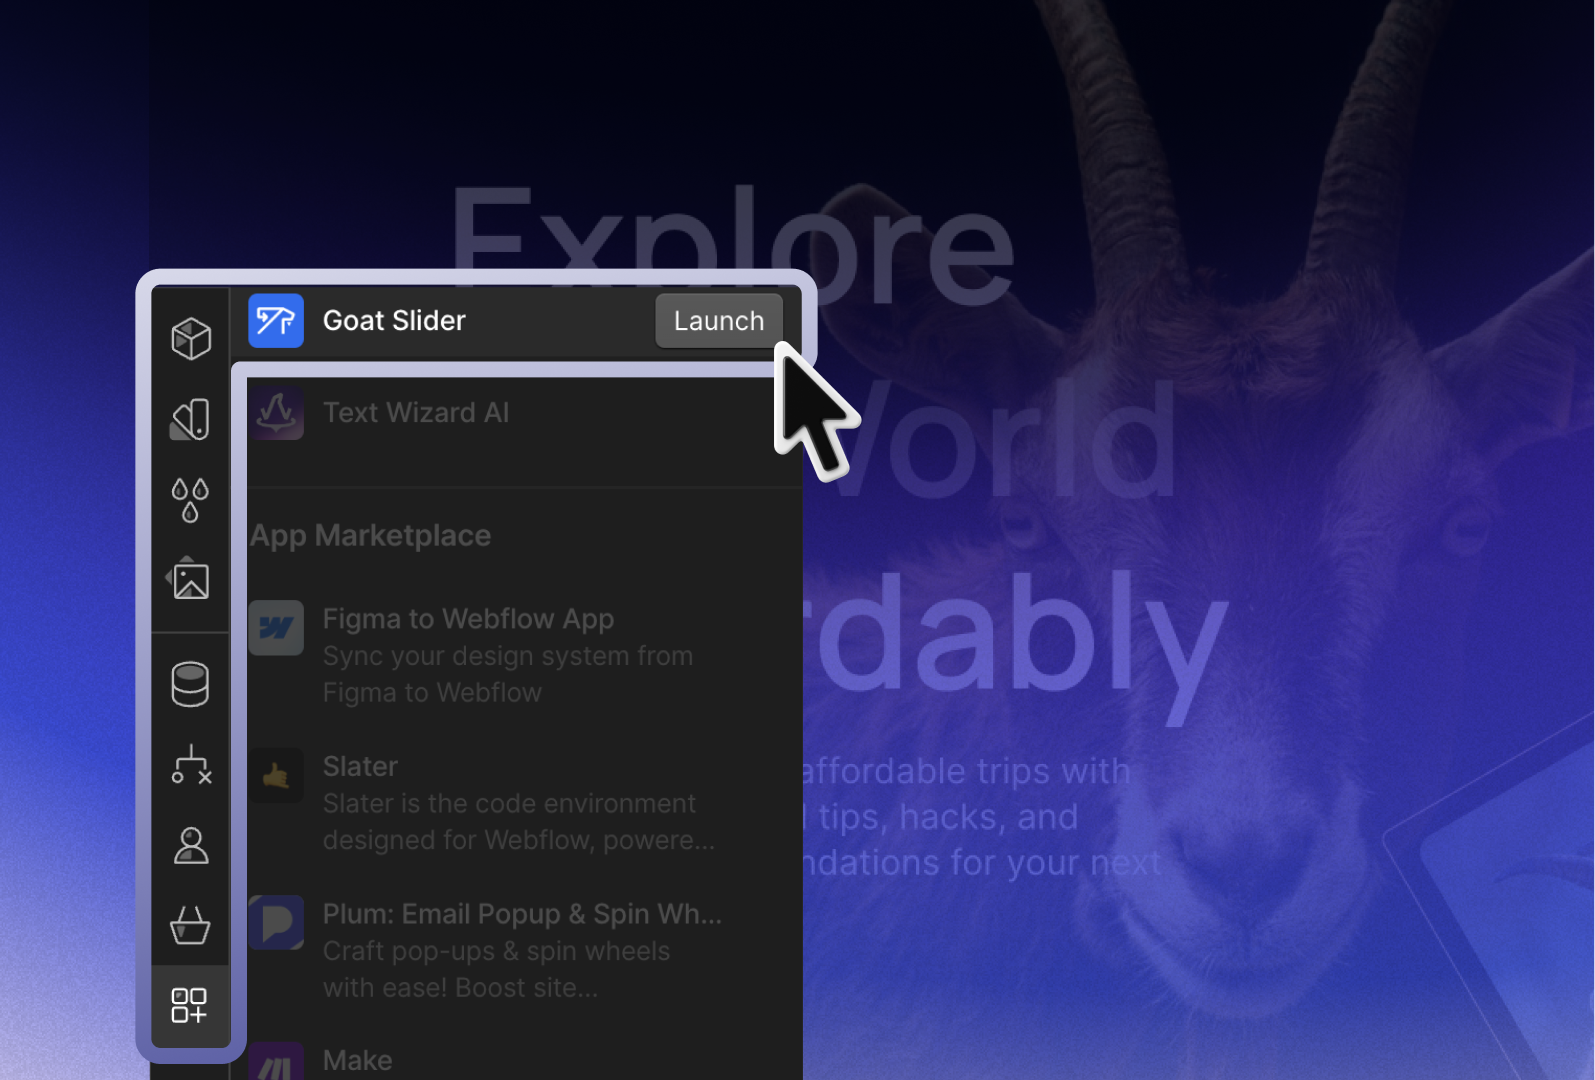 Explore
Goat Slider
Launch
World
Text Wizard AI
App Marketplace
dably
Figma to Webflow App
Sync your design system from
Figma to Webflow
Slater
affordable trips with
Slater is the code environment
tips, hacks, and
designed for Webflow, powere...
ndations for your next
Plum: Email Popup & Spin Wh...
Craft pop-ups & spin wheels
with ease! Boost site...
Make